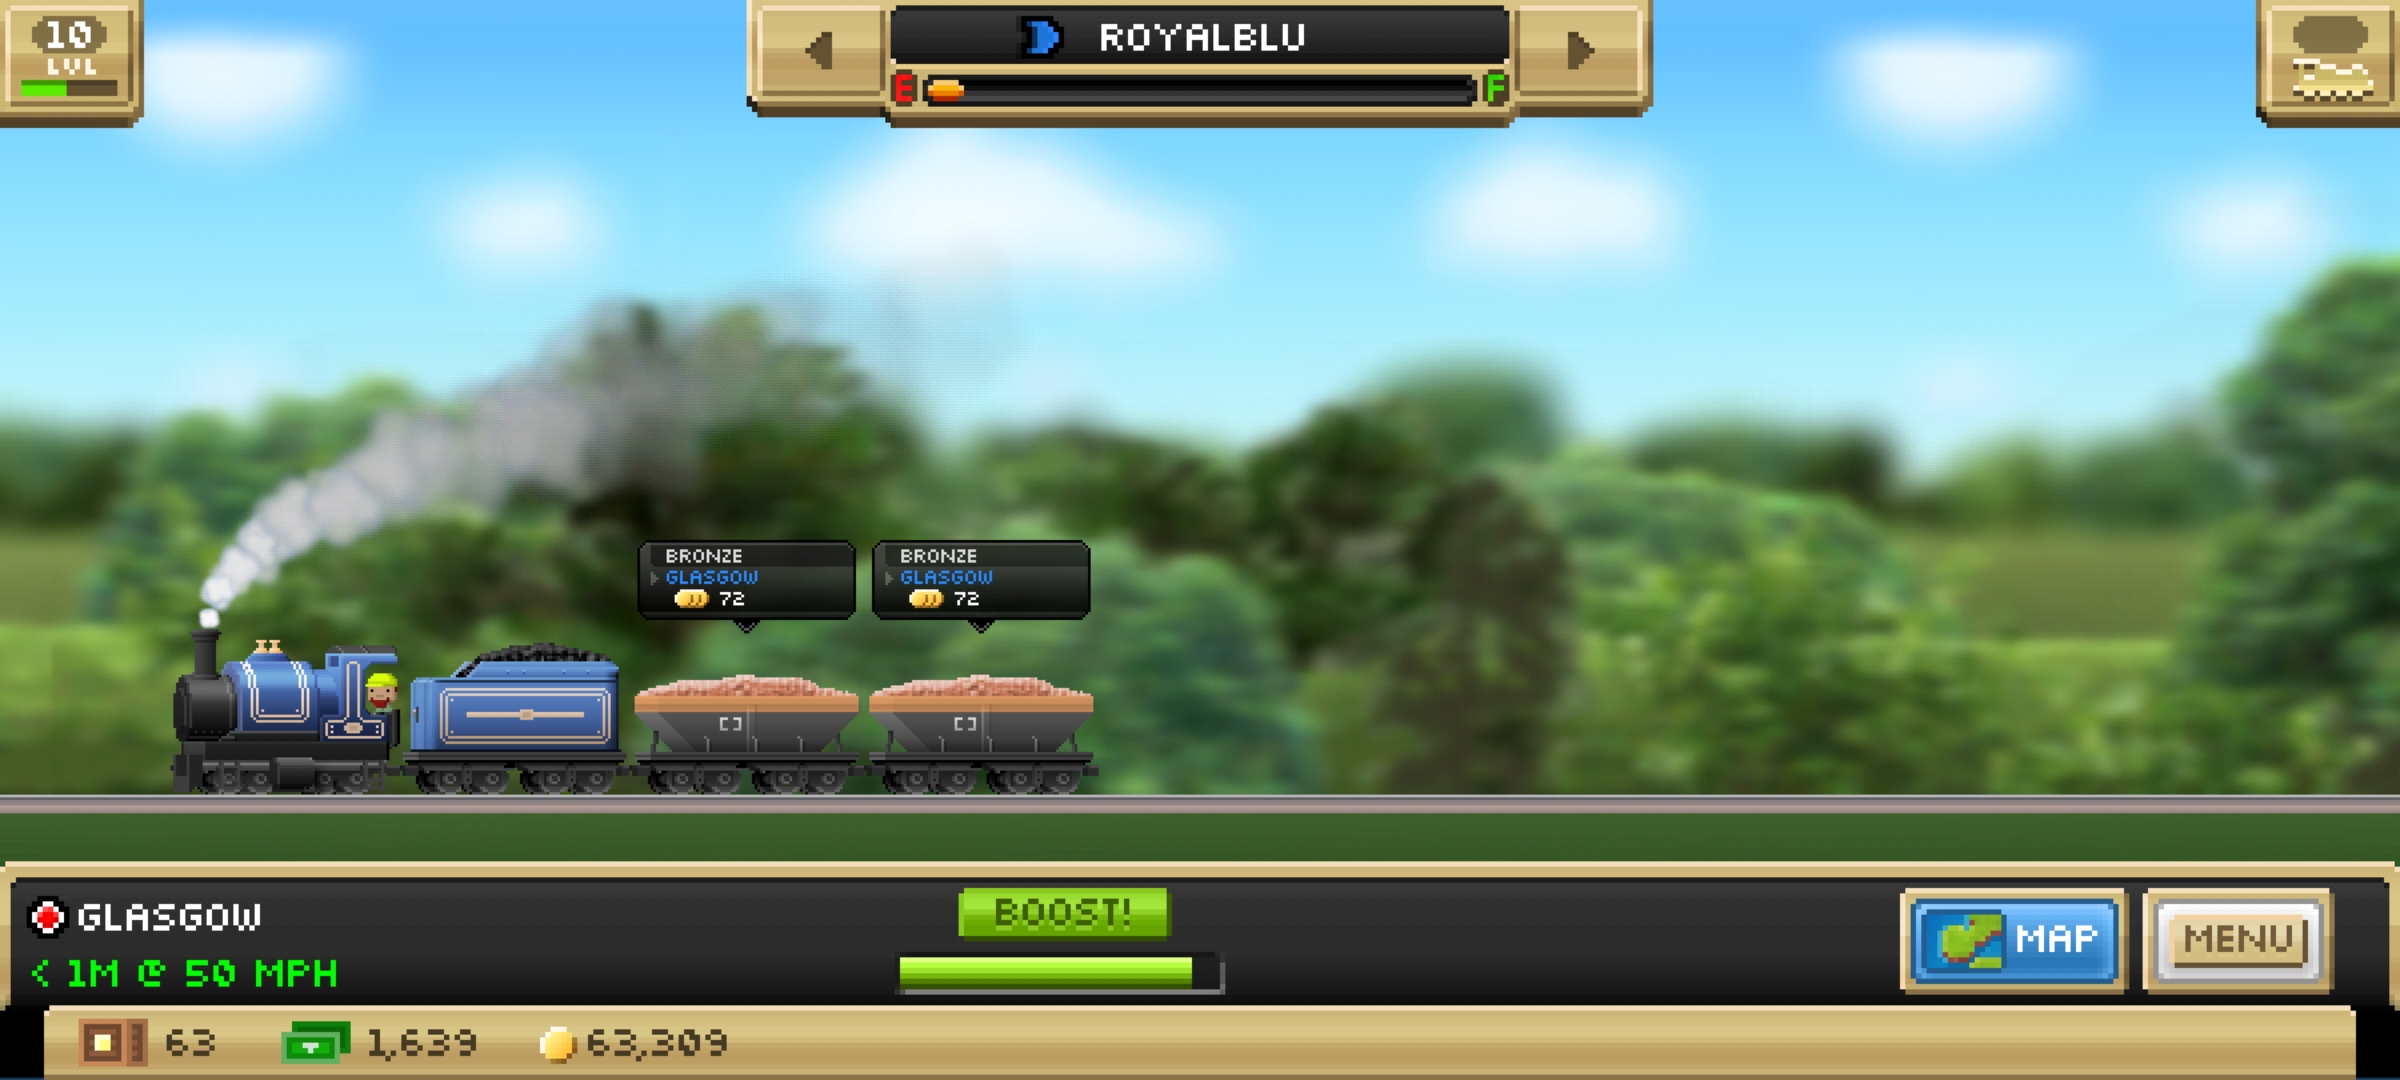 10
LVL
ROYALBLU
E F
BRONZE
GLASGOW
72
BRONZE
GLASGOW
72
GLASGOW
< 1M @ 50 MPH
BOOST!
MAP
MENU
63 1,639 63,309